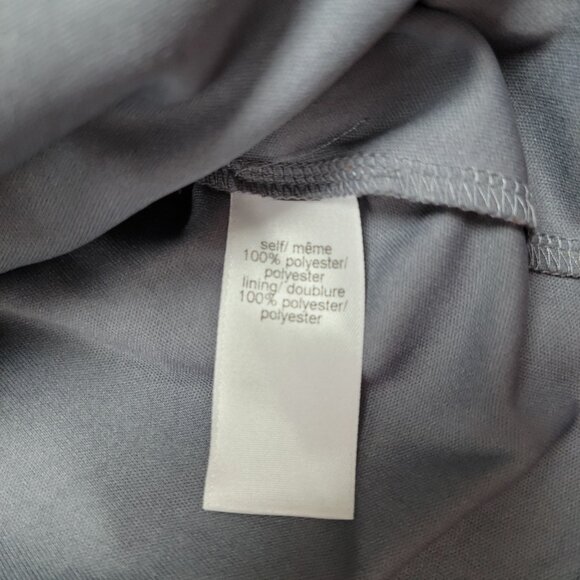 self/ même
100% polyester/
polyester
lining/ doublure
100% polyester/
polyester